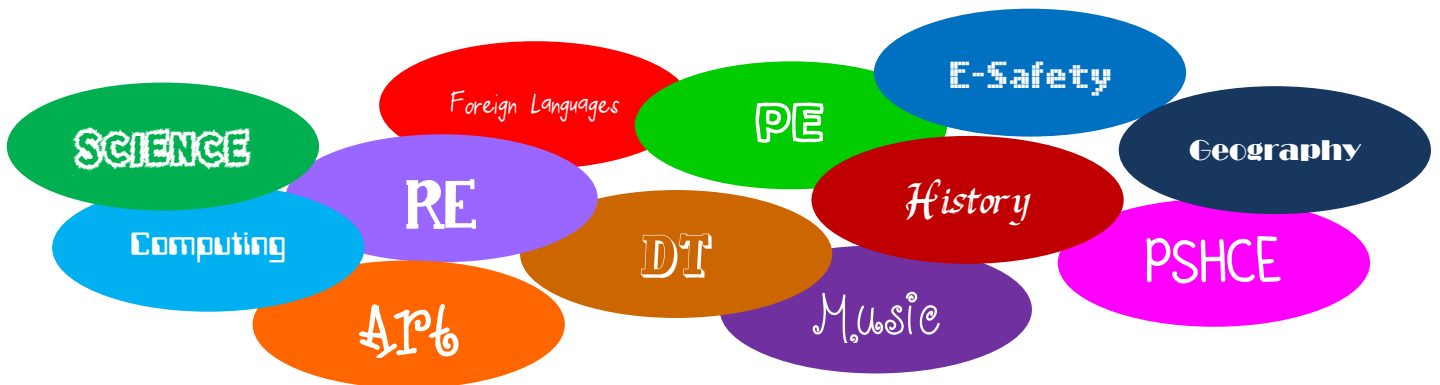 E-Safety
Foreign Languages
PE
SCIENCE
Geography
RE
History
Computing
DT
PSHCE
Art
Music